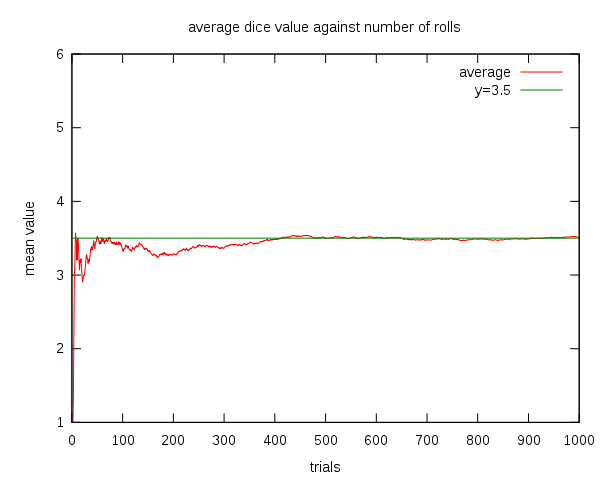 average dice value against number of rolls
average
y=3.5
6
5
4
3
2
1
mean value
0 100 200 300 400 500 600 700 800 900 1000
trials